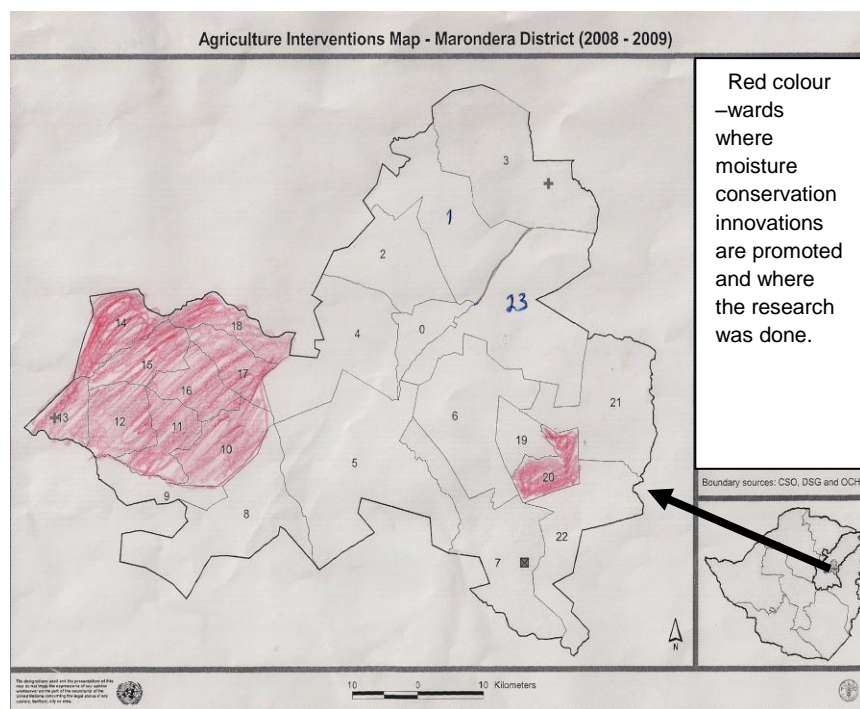 Agriculture Interventions Map - Marondera District (2008 - 2009)
Red colour
–wards
where
moisture
conservation
innovations
are promoted
and where
the research
was done.
3
1
2
23
0
4
14
18
15
17
16
13
12
11
10
9
8
5
6
19
20
21
22
7
N
Boundary sources: CSO, DSG and OCH
10 0 10 Kilometers